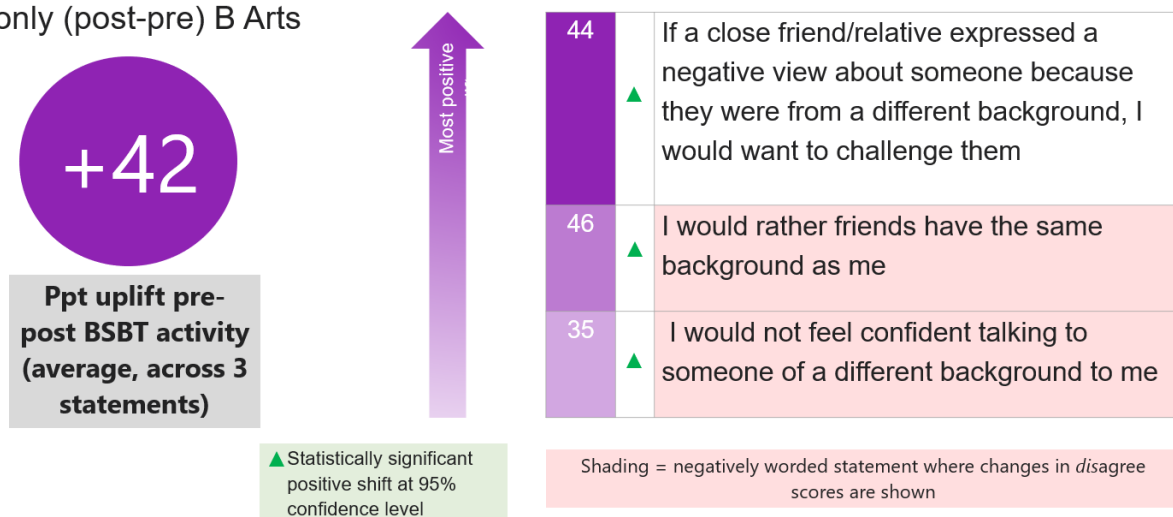 only (post-pre) B Arts
+42
Ppt uplift pre-
post BSBT activity
(average, across 3
statements)
Most positive
44
If a close friend/relative expressed a
negative view about someone because
they were from a different background, I
would want to challenge them
46
I would rather friends have the same
background as me
35
I would not feel confident talking to
someone of a different background to me
Statistically significant
positive shift at 95%
confidence level
Shading = negatively worded statement where changes in disagree
scores are shown